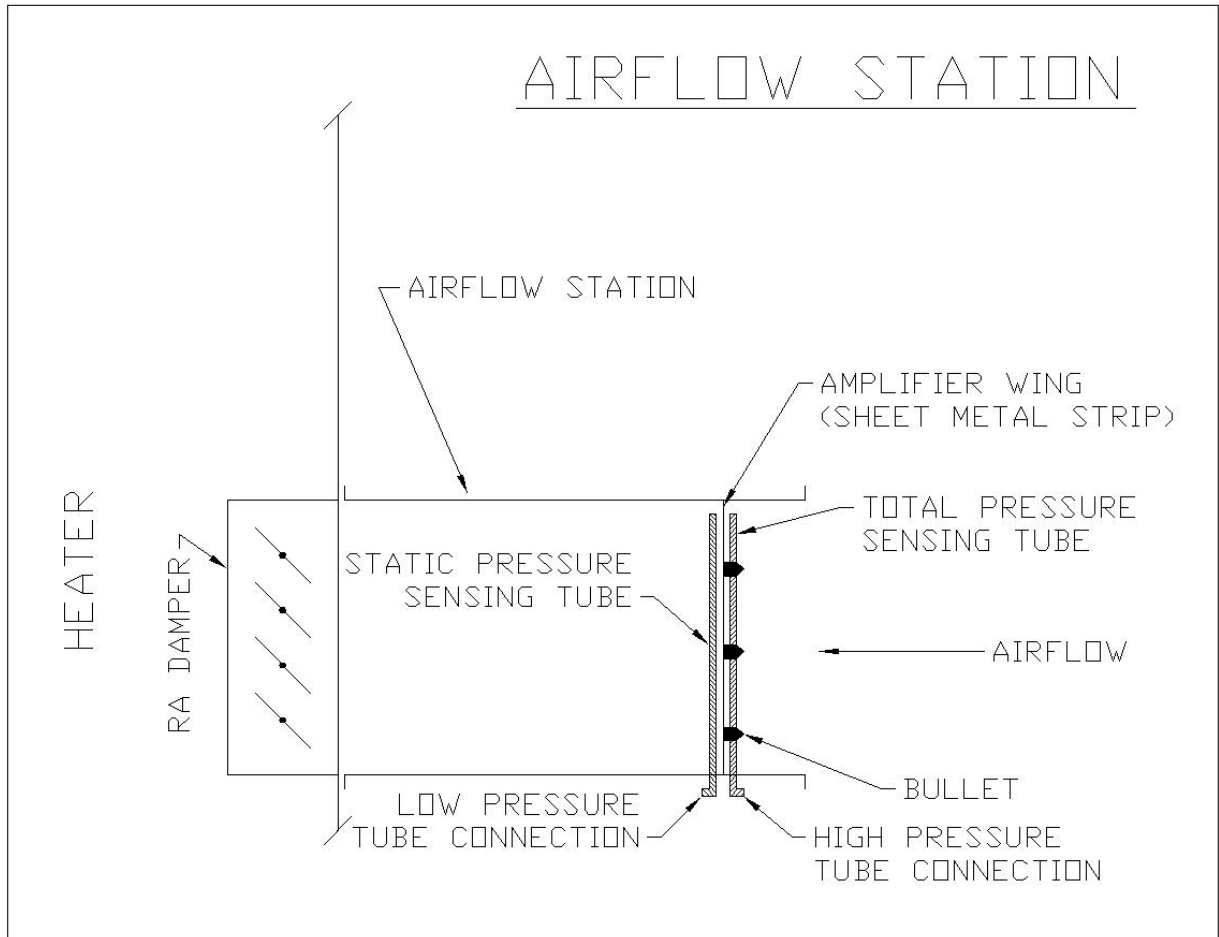 AIRFLOW STATION
AIRFLOW STATION
AMPLIFIER WING
(SHEET METAL STRIP)
TOTAL PRESSURE
SENSING TUBE
STATIC PRESSURE
SENSING TUBE
HEATER
RA DAMPER
AIRFLOW
BULLET
LOW PRESSURE
TUBE CONNECTION
HIGH PRESSURE
TUBE CONNECTION